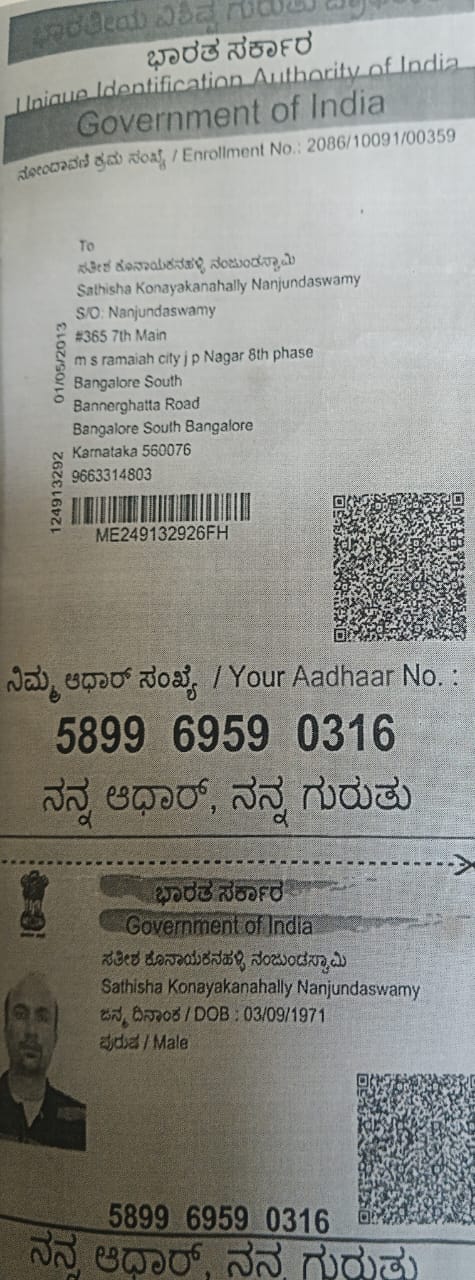 ಭಾರತೀಯ ವಿಶಿಷ್ಟ ಗುರುತು
ಭಾರತ ಸರ್ಕಾರ
Unique Identification Authority of India
Government of India
ನೋಂದಾವಣಿ ಕ್ರಮ ಸಂಖ್ಯೆ / Enrollment No.: 2086/10091/00359
To
ಸತೀಶ ಕೊನಾಯಕನಹಳ್ಳಿ ನಂಜುಂಡಸ್ವಾಮಿ
Sathisha Konayakanahally Nanjundaswamy
S/O: Nanjundaswamy
#365 7th Main
m s ramaiah city j p Nagar 8th phase
Bangalore South
Bannerghatta Road
Bangalore South Bangalore
Karnataka 560076
9663314803
01/05/2013
124913292
ME249132926FH
ನಿಮ್ಮ ಆಧಾರ್ ಸಂಖ್ಯೆ / Your Aadhaar No. :
5899 6959 0316
ನನ್ನ ಆಧಾರ್, ನನ್ನ ಗುರುತು
ಭಾರತ ಸರ್ಕಾರ
Government of India
ಸತೀಶ ಕೊನಾಯಕನಹಳ್ಳಿ ನಂಜುಂಡಸ್ವಾಮಿ
Sathisha Konayakanahally Nanjundaswamy
ಜನ್ಮ ದಿನಾಂಕ / DOB : 03/09/1971
ಪುರುಷ / Male
5899 6959 0316
ನನ್ನ ಆಧಾರ್, ನನ್ನ ಗುರುತು